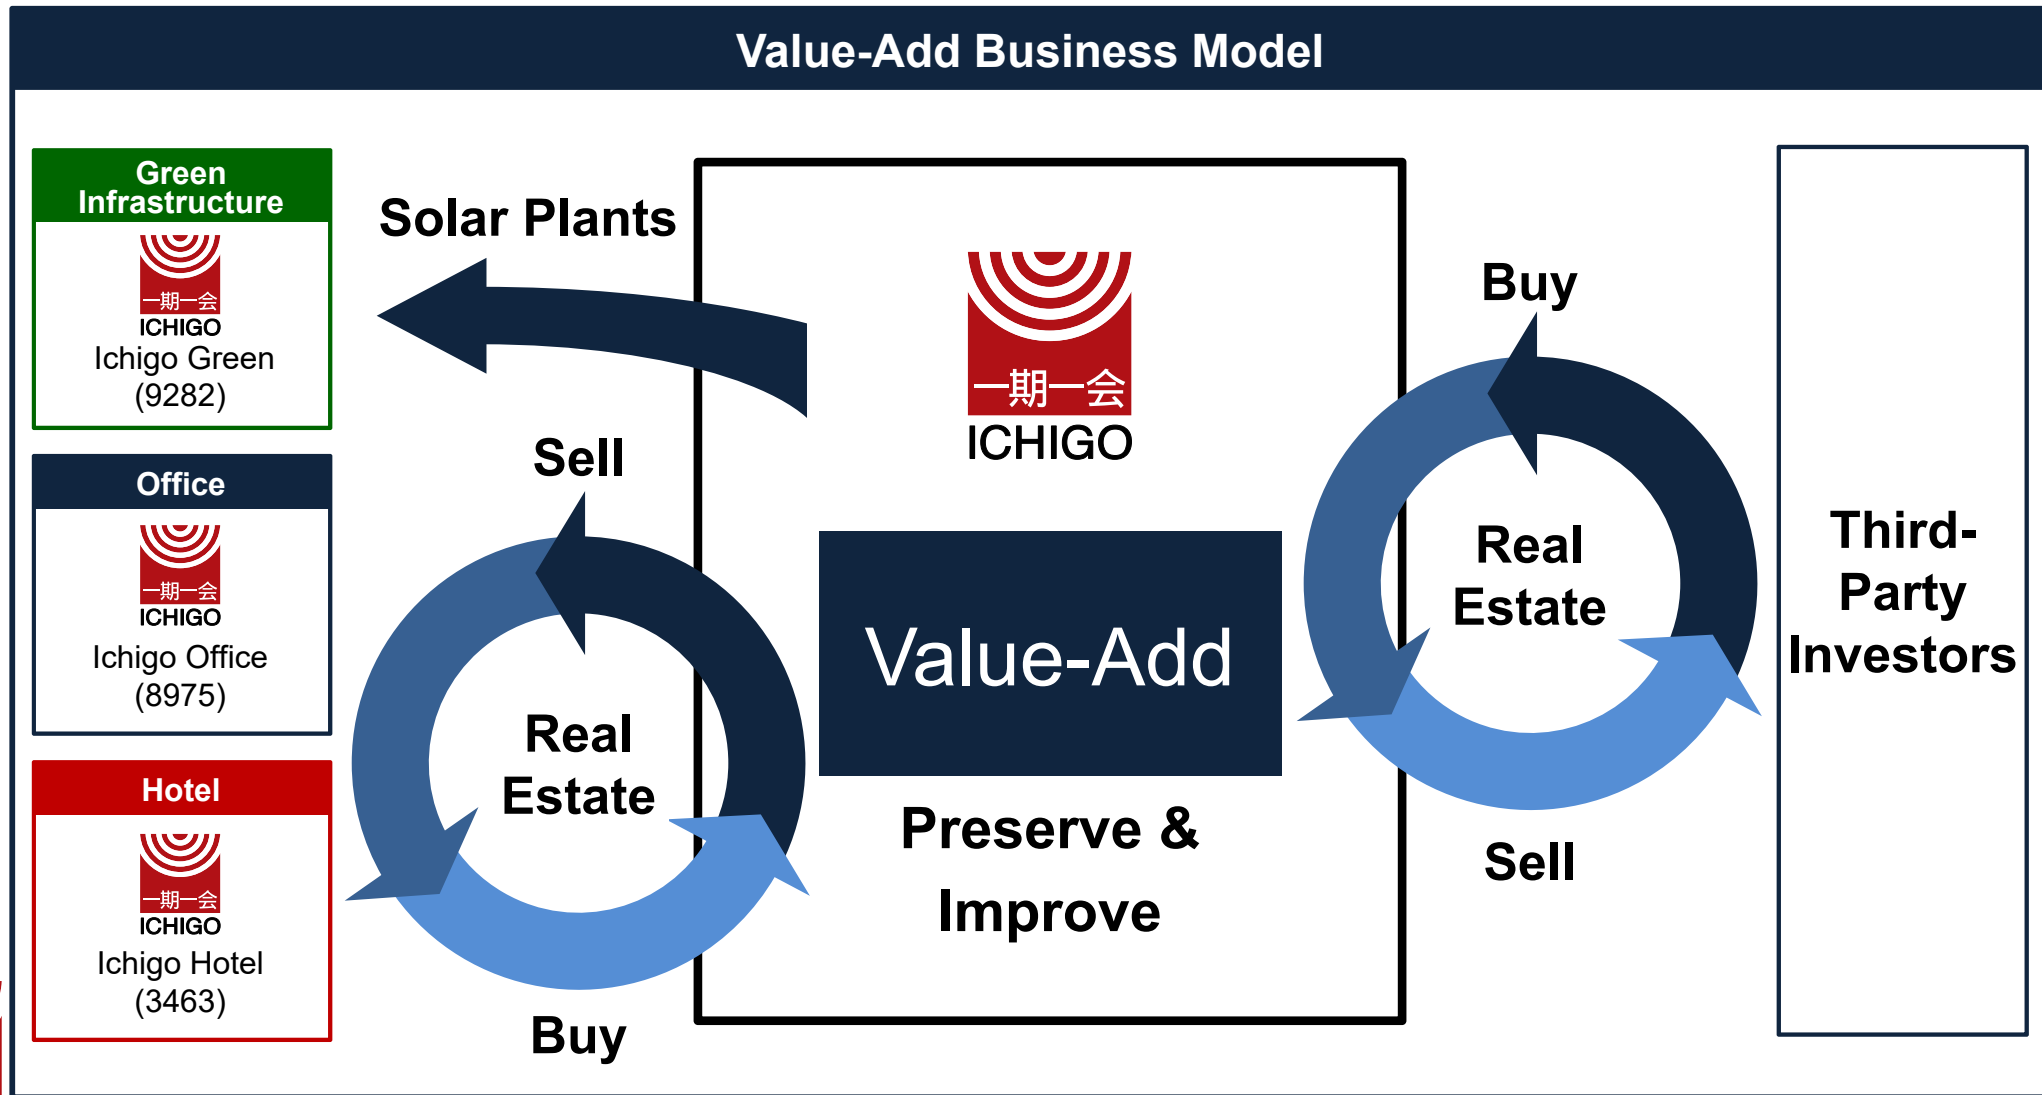 Value-Add Business Model
Green
Infrastructure
一期一会
ICHIGO
Ichigo Green
(9282)
Office
一期一会
ICHIGO
Ichigo Office
(8975)
Hotel
一期一会
ICHIGO
Ichigo Hotel
(3463)
Solar Plants
Sell
Real
Estate
Buy
一期一会
ICHIGO
Value-Add
Preserve &
Improve
Buy
Real
Estate
Sell
Third-
Party
Investors